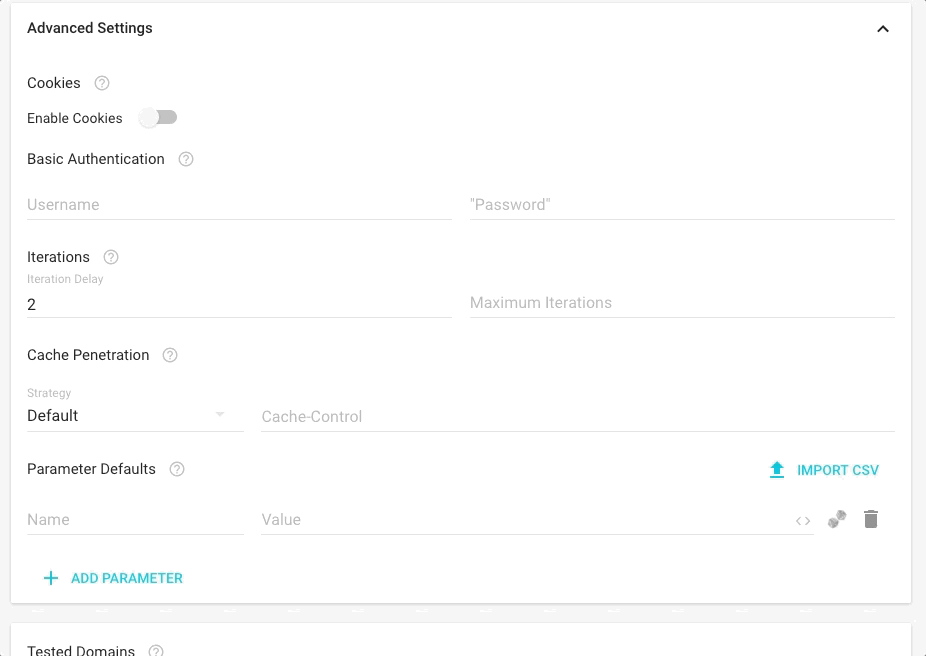 Advanced Settings
Cookies ?
Enable Cookies
Basic Authentication ?
Username "Password"
Iterations ?
Iteration Delay
2 Maximum Iterations
Cache Penetration ?
Strategy
Default Cache-Control
Parameter Defaults ? IMPORT CSV
Name Value < >
+ ADD PARAMETER
Tested Domains ?